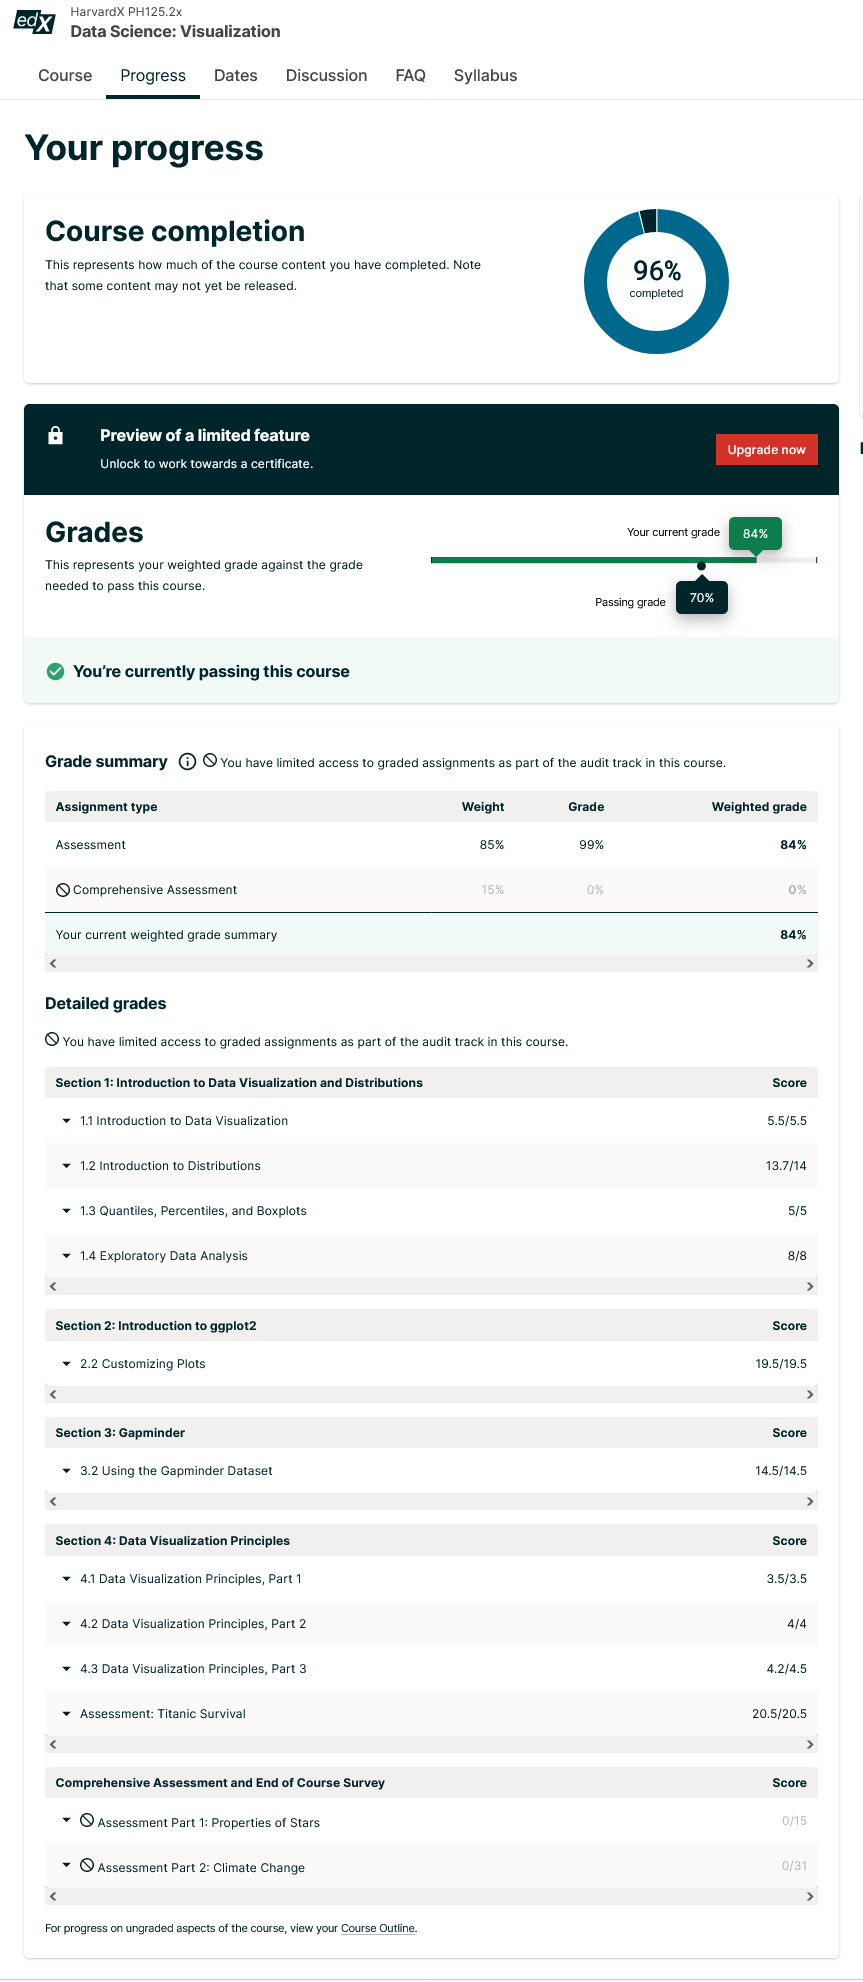 edX
HarvardX PH125.2x
Data Science: Visualization
Course Progress Dates Discussion FAQ Syllabus
Your progress
Course completion
This represents how much of the course content you have completed. Note
that some content may not yet be released.
96%
completed
Preview of a limited feature
Unlock to work towards a certificate.
Upgrade now
Grades
This represents your weighted grade against the grade
needed to pass this course.
Your current grade 84%
Passing grade 70%
You’re currently passing this course
Grade summary You have limited access to graded assignments as part of the audit track in this course.
Assignment type Weight Grade Weighted grade
Assessment 85% 99% 84%
Comprehensive Assessment 15% 0% 0%
Your current weighted grade summary 84%
Detailed grades
You have limited access to graded assignments as part of the audit track in this course.
Section 1: Introduction to Data Visualization and Distributions Score
1.1 Introduction to Data Visualization 5.5/5.5
1.2 Introduction to Distributions 13.7/14
1.3 Quantiles, Percentiles, and Boxplots 5/5
1.4 Exploratory Data Analysis 8/8
Section 2: Introduction to ggplot2 Score
2.2 Customizing Plots 19.5/19.5
Section 3: Gapminder Score
3.2 Using the Gapminder Dataset 14.5/14.5
Section 4: Data Visualization Principles Score
4.1 Data Visualization Principles, Part 1 3.5/3.5
4.2 Data Visualization Principles, Part 2 4/4
4.3 Data Visualization Principles, Part 3 4.2/4.5
Assessment: Titanic Survival 20.5/20.5
Comprehensive Assessment and End of Course Survey Score
Assessment Part 1: Properties of Stars 0/15
Assessment Part 2: Climate Change 0/31
For progress on ungraded aspects of the course, view your Course Outline.